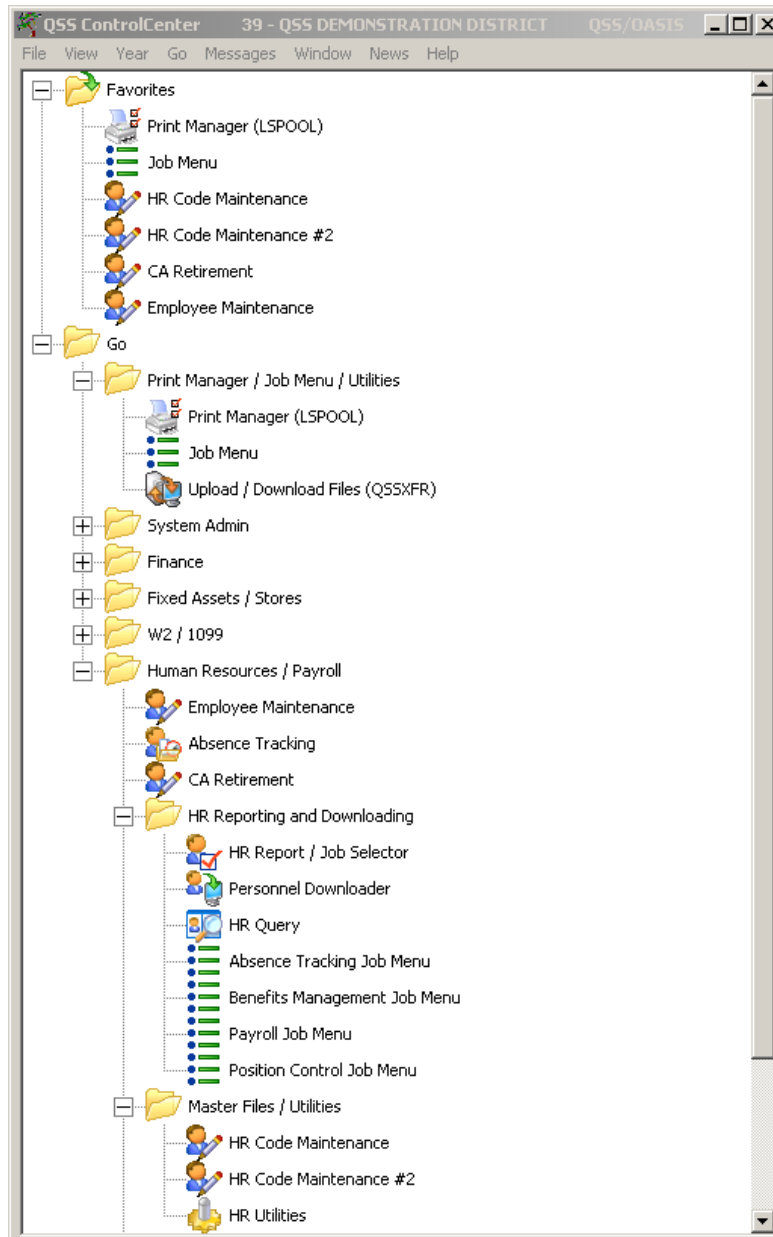 QSS ControlCenter 39 - QSS DEMONSTRATION DISTRICT QSS/OASIS
File View Year Go Messages Window News Help
Favorites
Print Manager (LSPOOL)
Job Menu
HR Code Maintenance
HR Code Maintenance #2
CA Retirement
Employee Maintenance
Go
Print Manager / Job Menu / Utilities
Print Manager (LSPOOL)
Job Menu
Upload / Download Files (QSSXFR)
System Admin
Finance
Fixed Assets / Stores
W2 / 1099
Human Resources / Payroll
Employee Maintenance
Absence Tracking
CA Retirement
HR Reporting and Downloading
HR Report / Job Selector
Personnel Downloader
HR Query
Absence Tracking Job Menu
Benefits Management Job Menu
Payroll Job Menu
Position Control Job Menu
Master Files / Utilities
HR Code Maintenance
HR Code Maintenance #2
HR Utilities